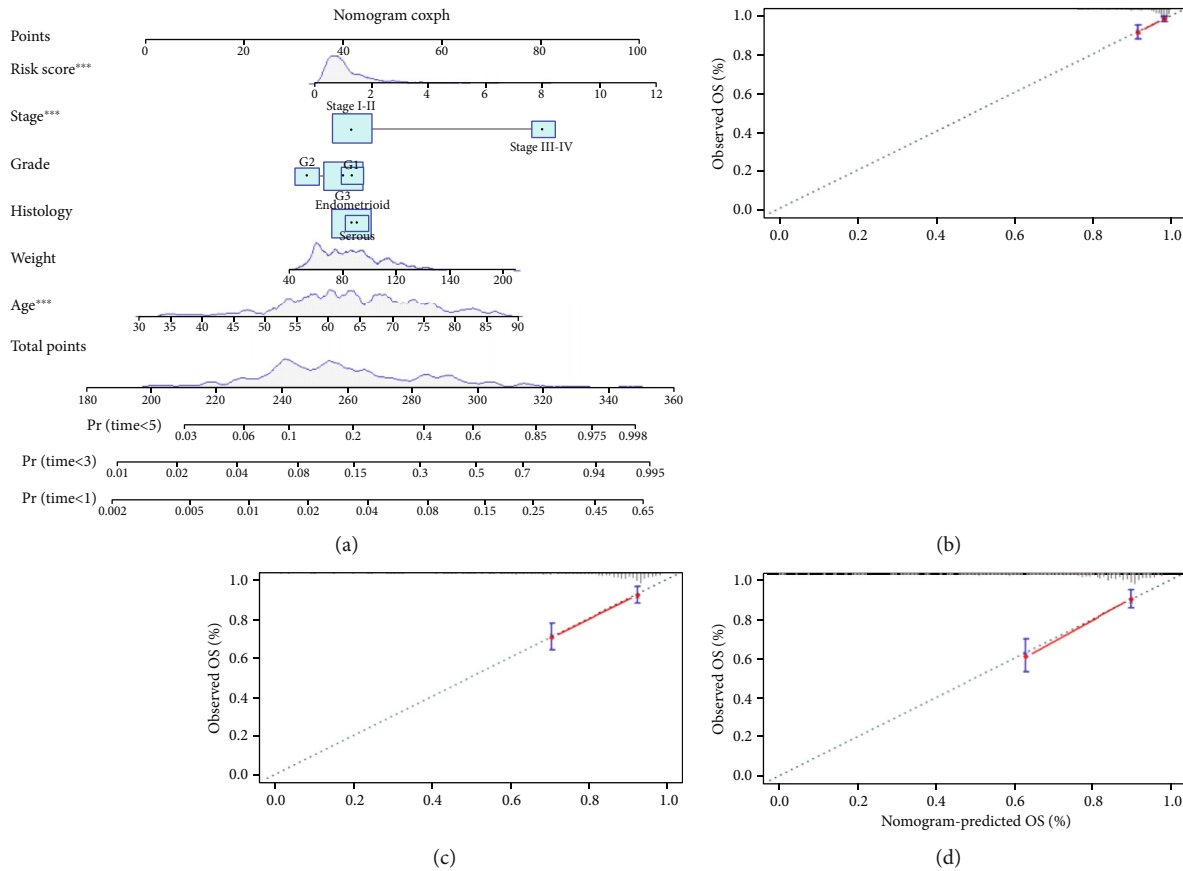 Nomogram coxph
Points
0 20 40 60 80 100
Risk score***
0 2 4 6 8 10 12
Stage***
Stage I-II
Stage III-IV
Grade
G2
G1
G3
Histology
Endometrioid
Serous
Weight
40 80 120 160 200
Age***
30 35 40 45 50 55 60 65 70 75 80 85 90
Total points
180 200 220 240 260 280 300 320 340 360
Pr (time<5)
0.03 0.06 0.1 0.2 0.4 0.6 0.85 0.975 0.998
Pr (time<3)
0.01 0.02 0.04 0.08 0.15 0.3 0.5 0.7 0.94 0.995
Pr (time<1)
0.002 0.005 0.01 0.02 0.04 0.08 0.15 0.25 0.45 0.65
(a)
Observed OS (%)
1.0
0.8
0.6
0.4
0.2
0.0
0.0 0.2 0.4 0.6 0.8 1.0
(b)
Observed OS (%)
1.0
0.8
0.6
0.4
0.2
0.0
0.0 0.2 0.4 0.6 0.8 1.0
(c)
Observed OS (%)
1.0
0.8
0.6
0.4
0.2
0.0
0.0 0.2 0.4 0.6 0.8 1.0
Nomogram-predicted OS (%)
(d)